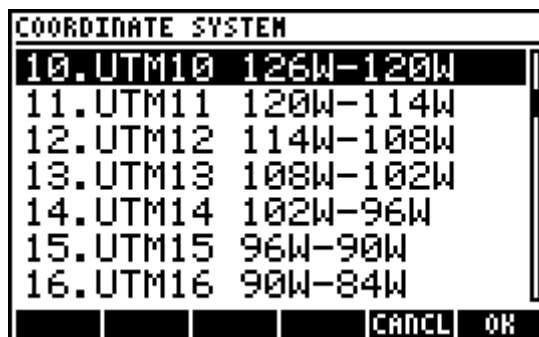 COORDINATE SYSTEM
10.UTM10 126W-120W
11.UTM11 120W-114W
12.UTM12 114W-108W
13.UTM13 108W-102W
14.UTM14 102W-96W
15.UTM15 96W-90W
16.UTM16 90W-84W
CANCL OK